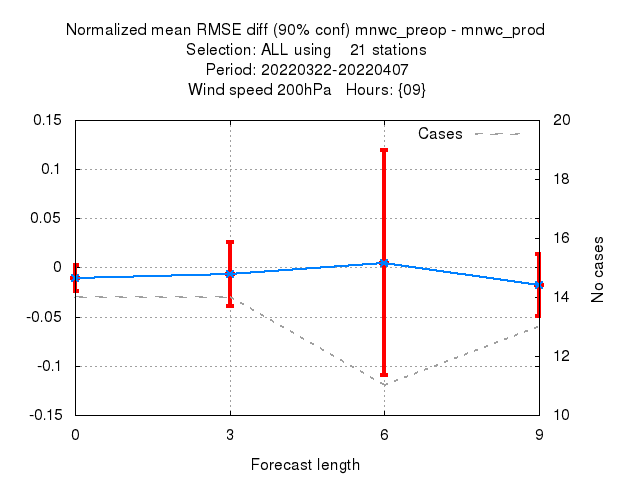 Normalized mean RMSE diff (90% conf) mnwc_preop - mnwc_prod
Selection: ALL using 21 stations
Period: 20220322-20220407
Wind speed 200hPa Hours: {09}
Cases
0.15
0.1
0.05
0
-0.05
-0.1
-0.15
20
18
16
14
12
10
No cases
0 3 6 9
Forecast length